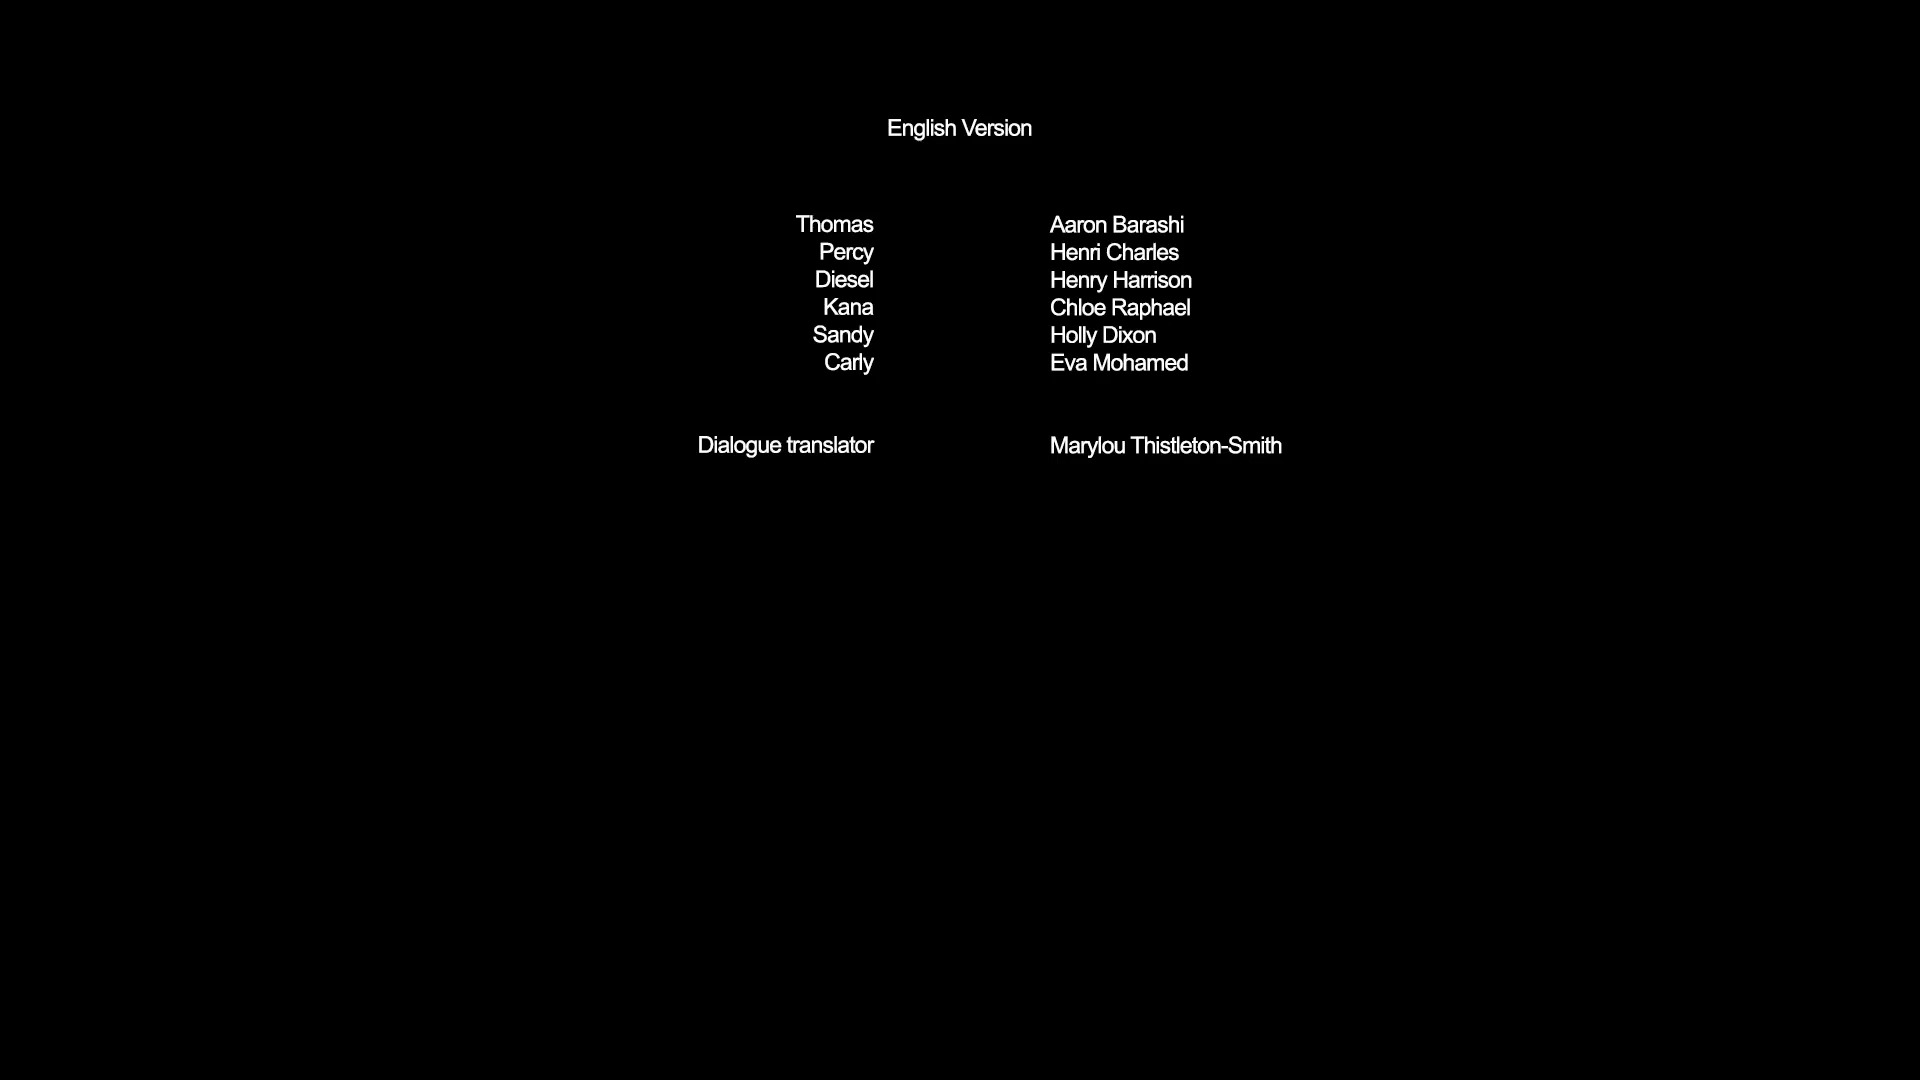 English Version
Thomas Aaron Barashi
Percy Henri Charles
Diesel Henry Harrison
Kana Chloe Raphael
Sandy Holly Dixon
Carly Eva Mohamed
Dialogue translator Marylou Thistleton-Smith